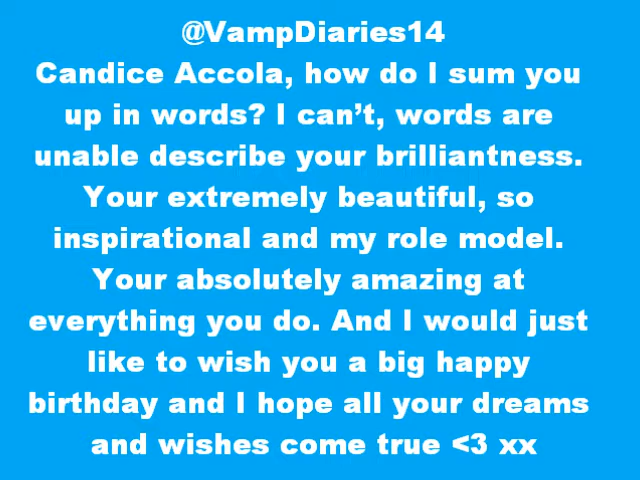 @VampDiaries14
Candice Accola, how do I sum you
up in words? I can’t, words are
unable describe your brilliantness.
Your extremely beautiful, so
inspirational and my role model.
Your absolutely amazing at
everything you do. And I would just
like to wish you a big happy
birthday and I hope all your dreams
and wishes come true <3 xx